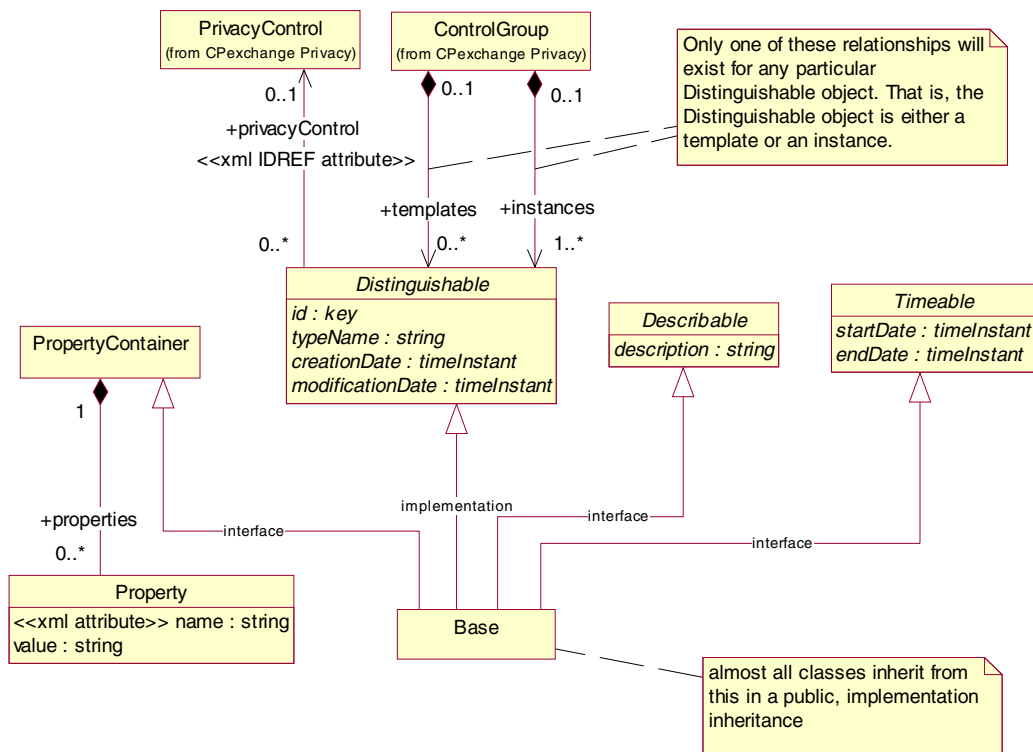 PrivacyControl
(from CPexchange Privacy)
ControlGroup
(from CPexchange Privacy)
Only one of these relationships will
exist for any particular
Distinguishable object. That is, the
Distinguishable object is either a
template or an instance.
0..1
0..1
0..1
+privacyControl
<<xml IDREF attribute>>
+templates
+instances
0..*
0..*
1..*
Distinguishable
id : key
typeName : string
creationDate : timeInstant
modificationDate : timeInstant
Describable
description : string
Timeable
startDate : timeInstant
endDate : timeInstant
PropertyContainer
1
+properties
0..*
interface
implementation
interface
interface
Property
<<xml attribute>> name : string
value : string
Base
almost all classes inherit from
this in a public, implementation
inheritance